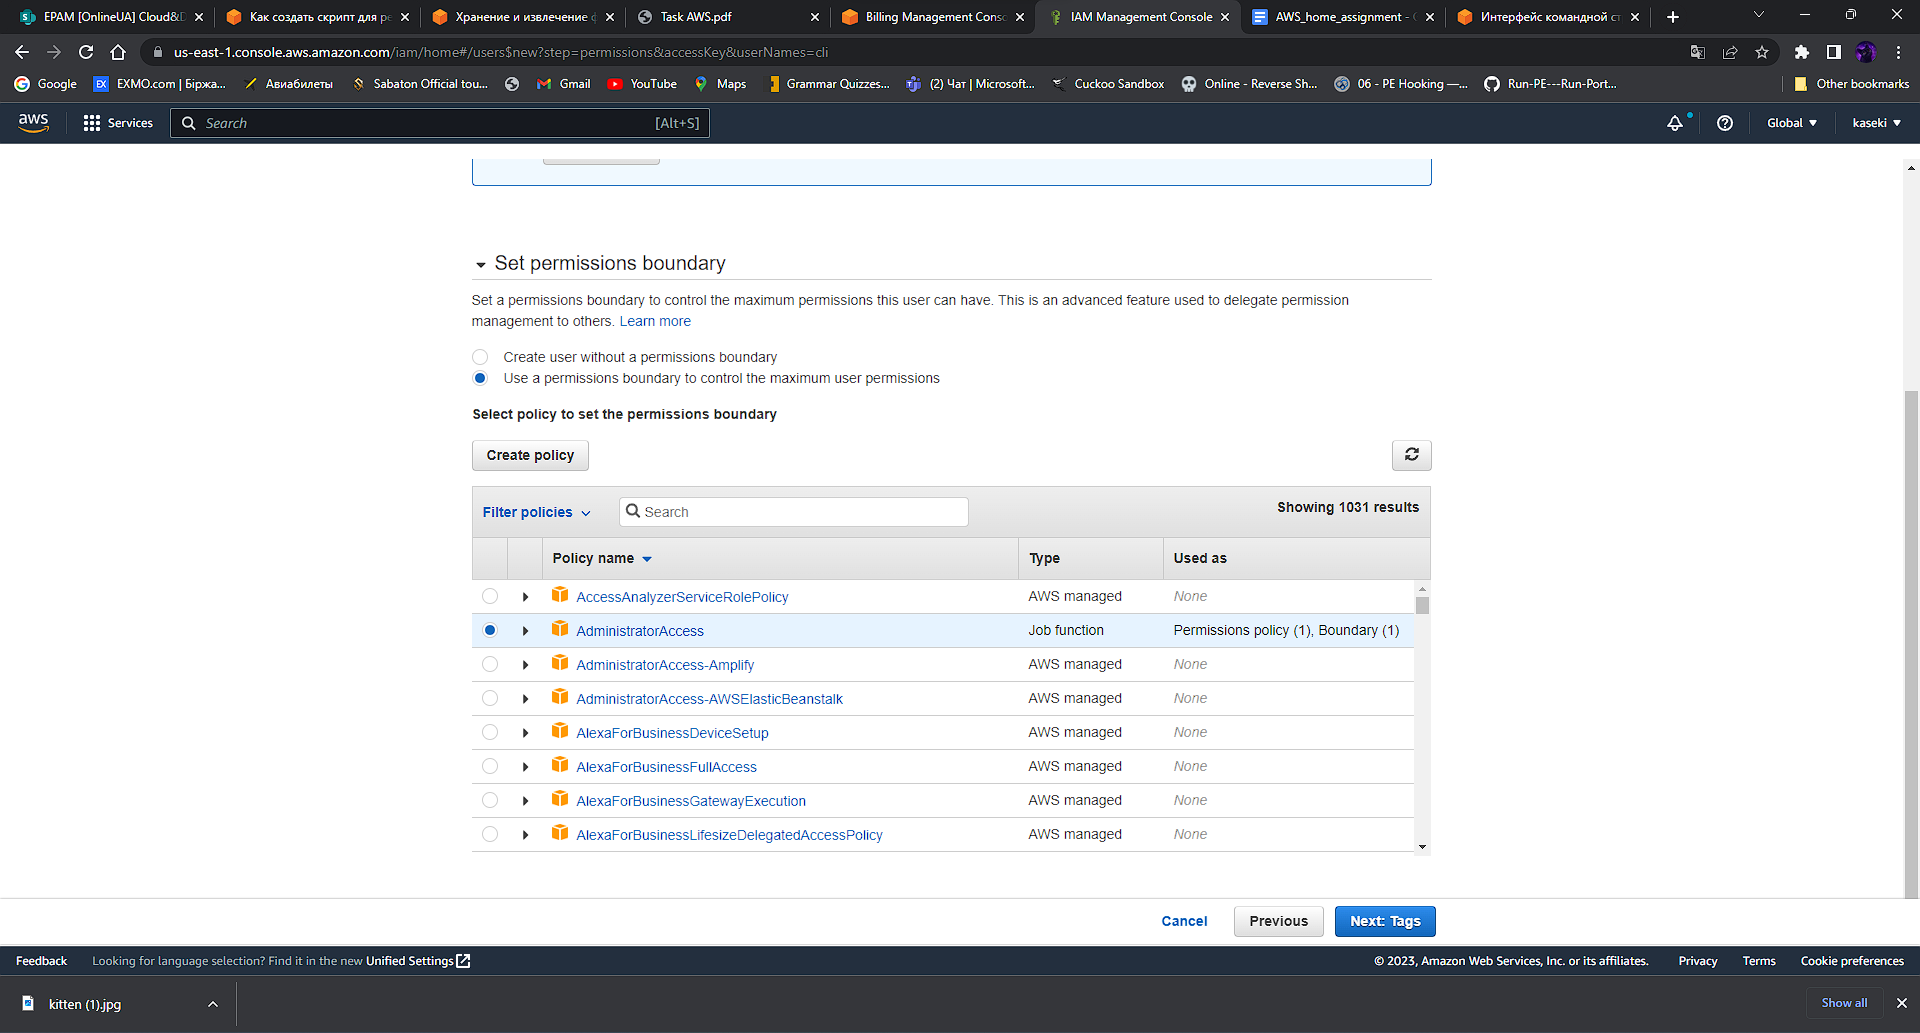 EPAM [OnlineUA] Cloud&D
Как создать скрипт для ре
Хранение и извлечение ф
Task AWS.pdf
Billing Management Conso
IAM Management Console
AWS_home_assignment -
Интерфейс командной ст
us-east-1.console.aws.amazon.com/iam/home#/users$new?step=permissions&accessKey&userNames=cli
Google
EXMO.com | Біржа...
Авиабилеты
Sabaton Official tou...
Gmail
YouTube
Maps
Grammar Quizzes...
(2) Чат | Microsoft...
Cuckoo Sandbox
Online - Reverse Sh...
06 - PE Hooking —...
Run-PE---Run-Port...
Other bookmarks
aws
Services
Search
[Alt+S]
Global
kaseki
Set permissions boundary
Set a permissions boundary to control the maximum permissions this user can have. This is an advanced feature used to delegate permission
management to others. Learn more
Create user without a permissions boundary
Use a permissions boundary to control the maximum user permissions
Select policy to set the permissions boundary
Create policy
Filter policies
Search
Showing 1031 results
Policy name
Type
Used as
AccessAnalyzerServiceRolePolicy
AWS managed
None
AdministratorAccess
Job function
Permissions policy (1), Boundary (1)
AdministratorAccess-Amplify
AWS managed
None
AdministratorAccess-AWSElasticBeanstalk
AWS managed
None
AlexaForBusinessDeviceSetup
AWS managed
None
AlexaForBusinessFullAccess
AWS managed
None
AlexaForBusinessGatewayExecution
AWS managed
None
AlexaForBusinessLifesizeDelegatedAccessPolicy
AWS managed
None
Cancel
Previous
Next: Tags
Feedback
Looking for language selection? Find it in the new Unified Settings
© 2023, Amazon Web Services, Inc. or its affiliates.
Privacy
Terms
Cookie preferences
kitten (1).jpg
Show all